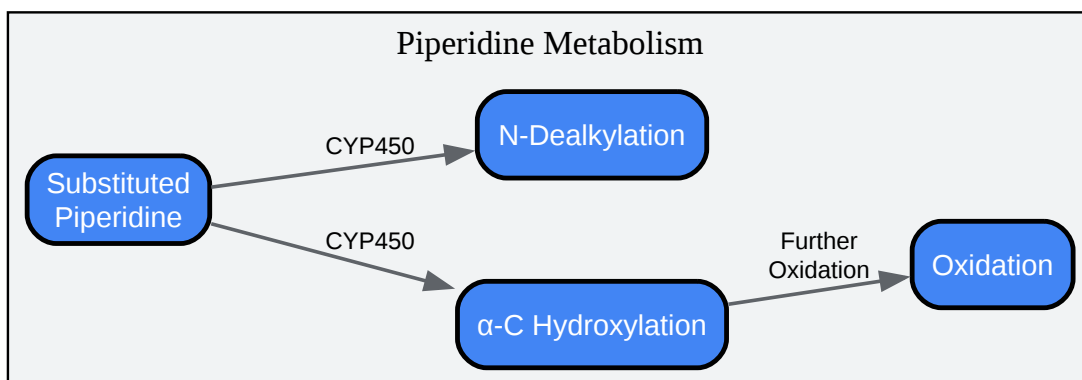 Piperidine Metabolism
N-Dealkylation
CYP450
Substituted
Piperidine
CYP450
Further
Oxidation
Oxidation
α-C Hydroxylation